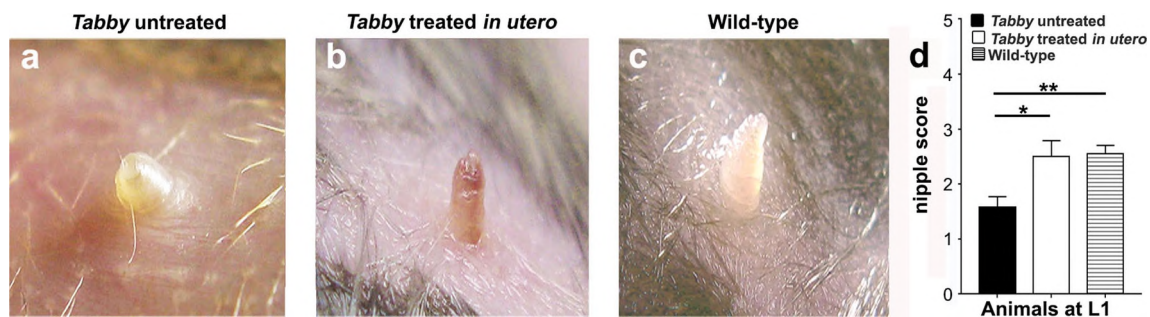 Tabby untreated
Tabby treated in utero
Wild-type
a
b
c
d
Tabby untreated
Tabby treated in utero
Wild-type
nipple score
5
4
3
2
1
0
**
*
Animals at L1